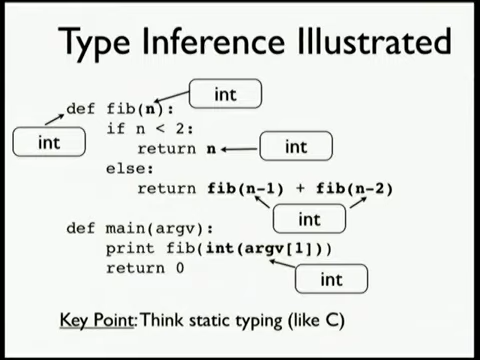 Type Inference Illustrated
int
def fib(n):
int
if n < 2:
return n
int
else:
return fib(n-1) + fib(n-2)
int
def main(argv):
print fib(int(argv[1]))
return 0
int
Key Point: Think static typing (like C)